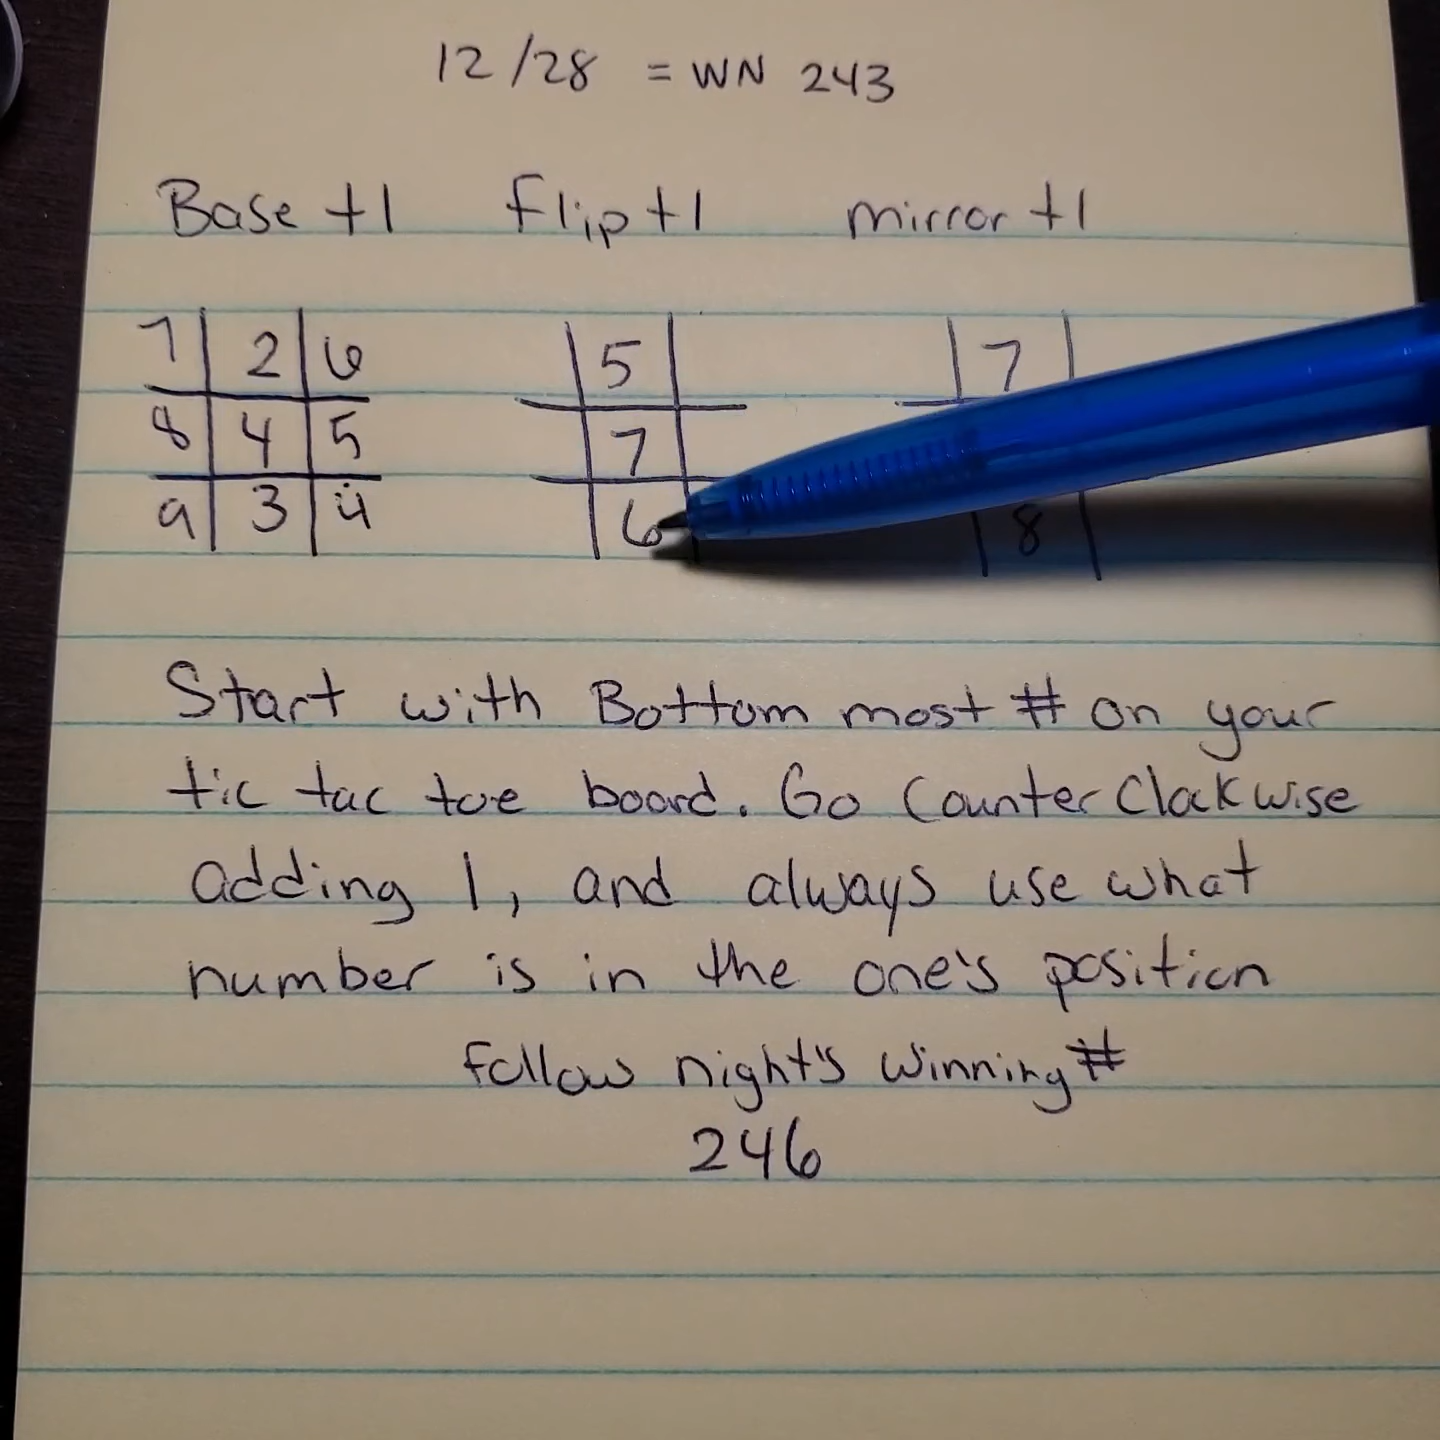 12/28 = WN 243
Base +1 flip +1 mirror +1
7 2 6 5 7
8 4 5 7
9 3 4 6 8
Start with Bottom most # on your
tic tac toe board. Go Counter Clockwise
adding 1, and always use what
number is in the one's position
follow night's winning #
246